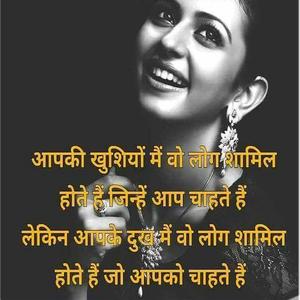 आपकी खुशियों मैं वो लोग शामिल
होते हैं जिन्हें आप चाहते हैं
लेकिन आपके दुख मैं वो लोग शामिल
होते हैं जो आपको चाहते हैं